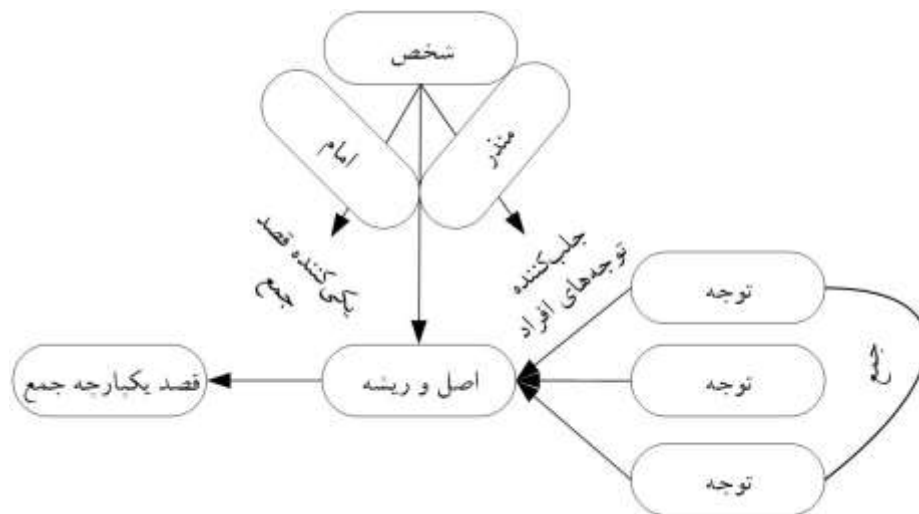 شخص
منذر
امام
جلب‌کننده
توجه‌های افراد
یکی‌کننده قصد
جمع
توجه
توجه
توجه
جمع
اصل و ریشه
قصد یکپارچه جمع